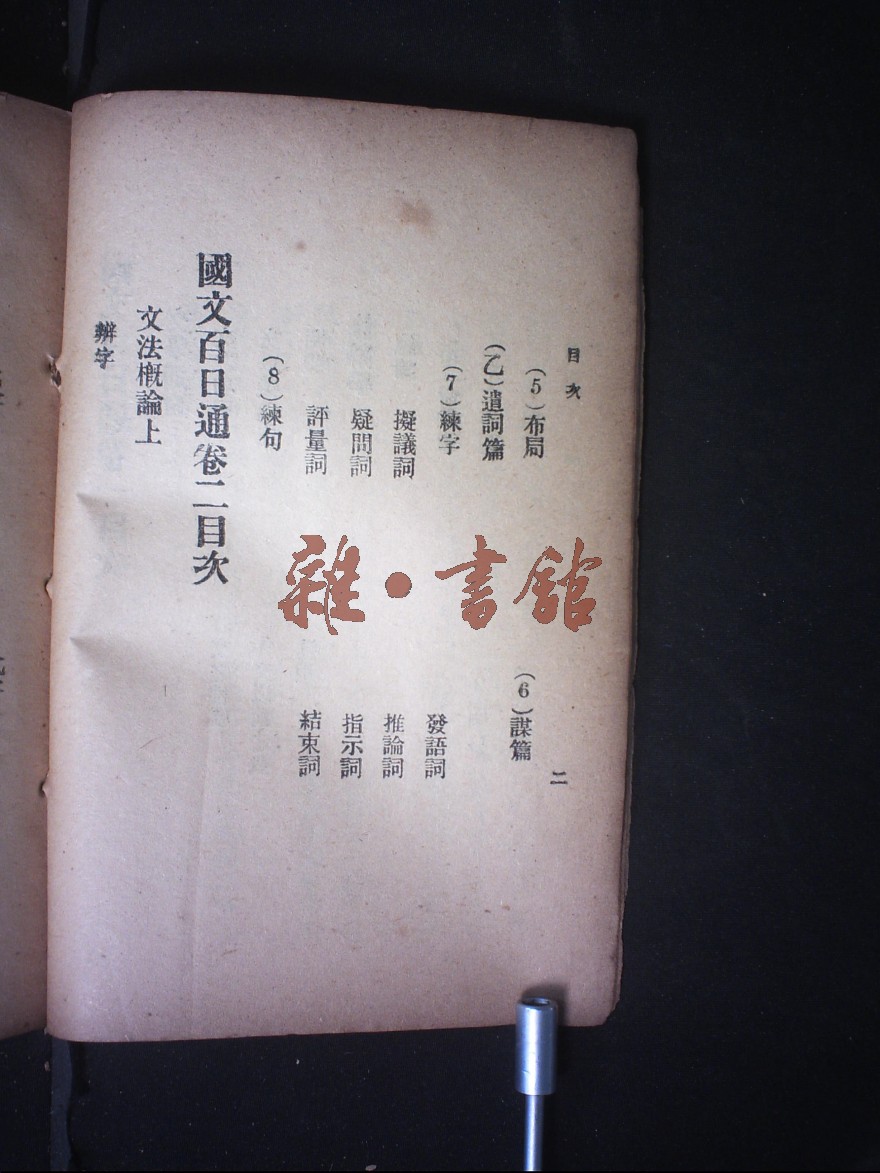 目次
二
(5)布局
(6)謀篇
(乙)遣詞篇
(7)練字
發語詞
擬議詞
推論詞
疑問詞
指示詞
評量詞
結束詞
(8)練句
國文百日通卷二目次
文法概論上
辨字
雜·書館